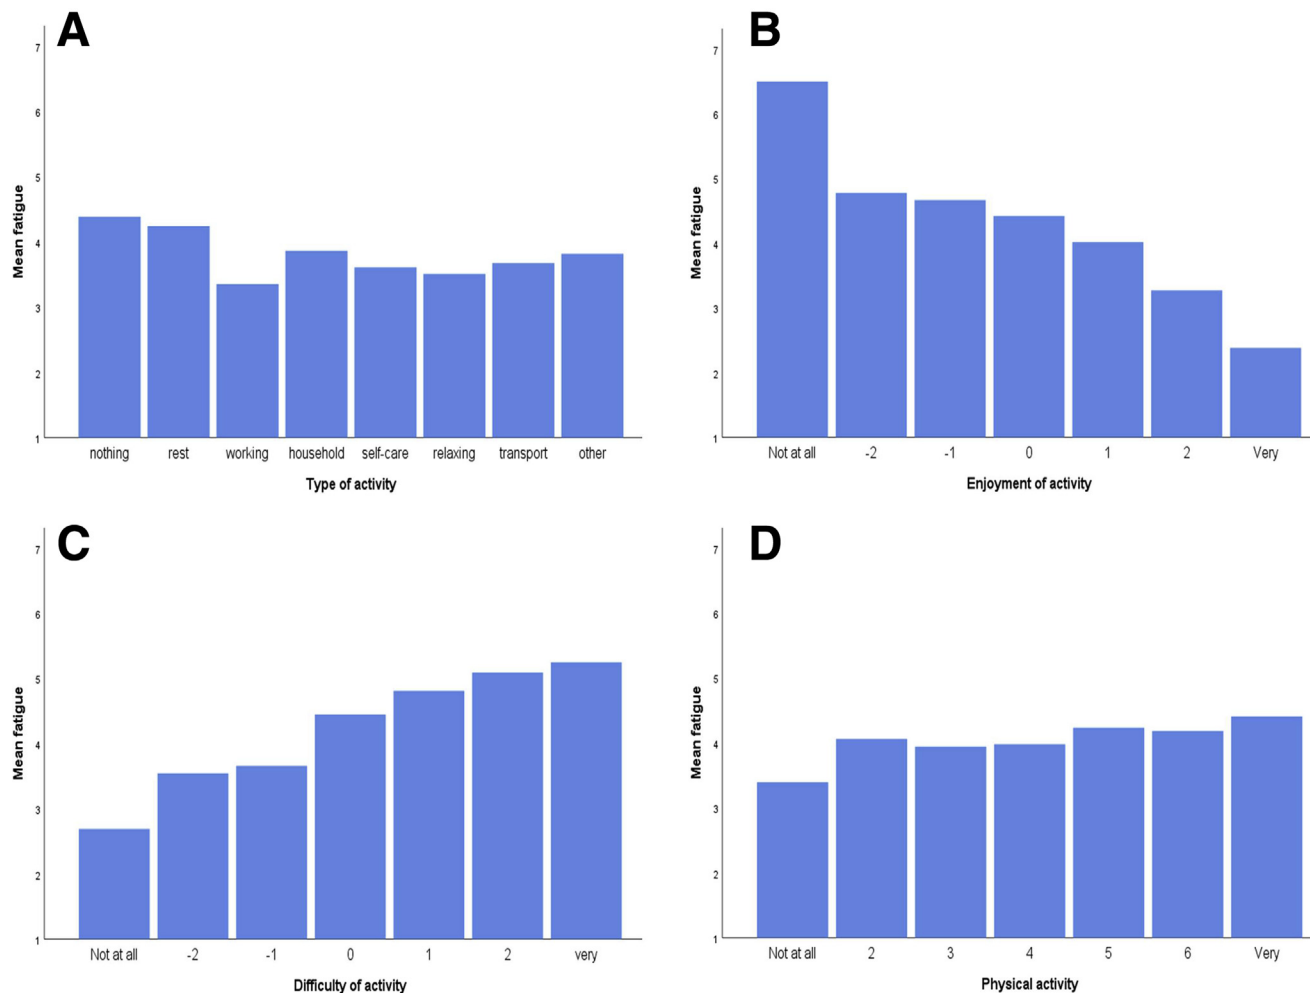 A
7
6
5
4
3
2
1
Mean fatigue
nothing rest working household self-care relaxing transport other
Type of activity
B
7
6
5
4
3
2
1
Mean fatigue
Not at all -2 -1 0 1 2 Very
Enjoyment of activity
C
7
6
5
4
3
2
1
Mean fatigue
Not at all -2 -1 0 1 2 very
Difficulty of activity
D
7
6
5
4
3
2
1
Mean fatigue
Not at all 2 3 4 5 6 Very
Physical activity